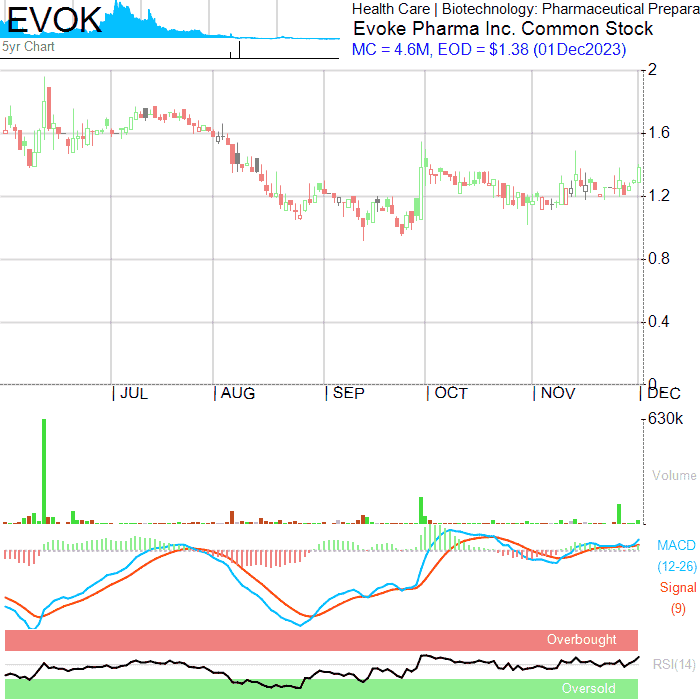 EVOK
5yr Chart
Health Care | Biotechnology: Pharmaceutical Prepara
Evoke Pharma Inc. Common Stock
MC = 4.6M, EOD = $1.38 (01Dec2023)
2
1.6
1.2
0.8
0.4
0
JUL AUG SEP OCT NOV DEC
630k
Volume
MACD
(12-26)
Signal
(9)
Overbought
RSI(14)
Oversold